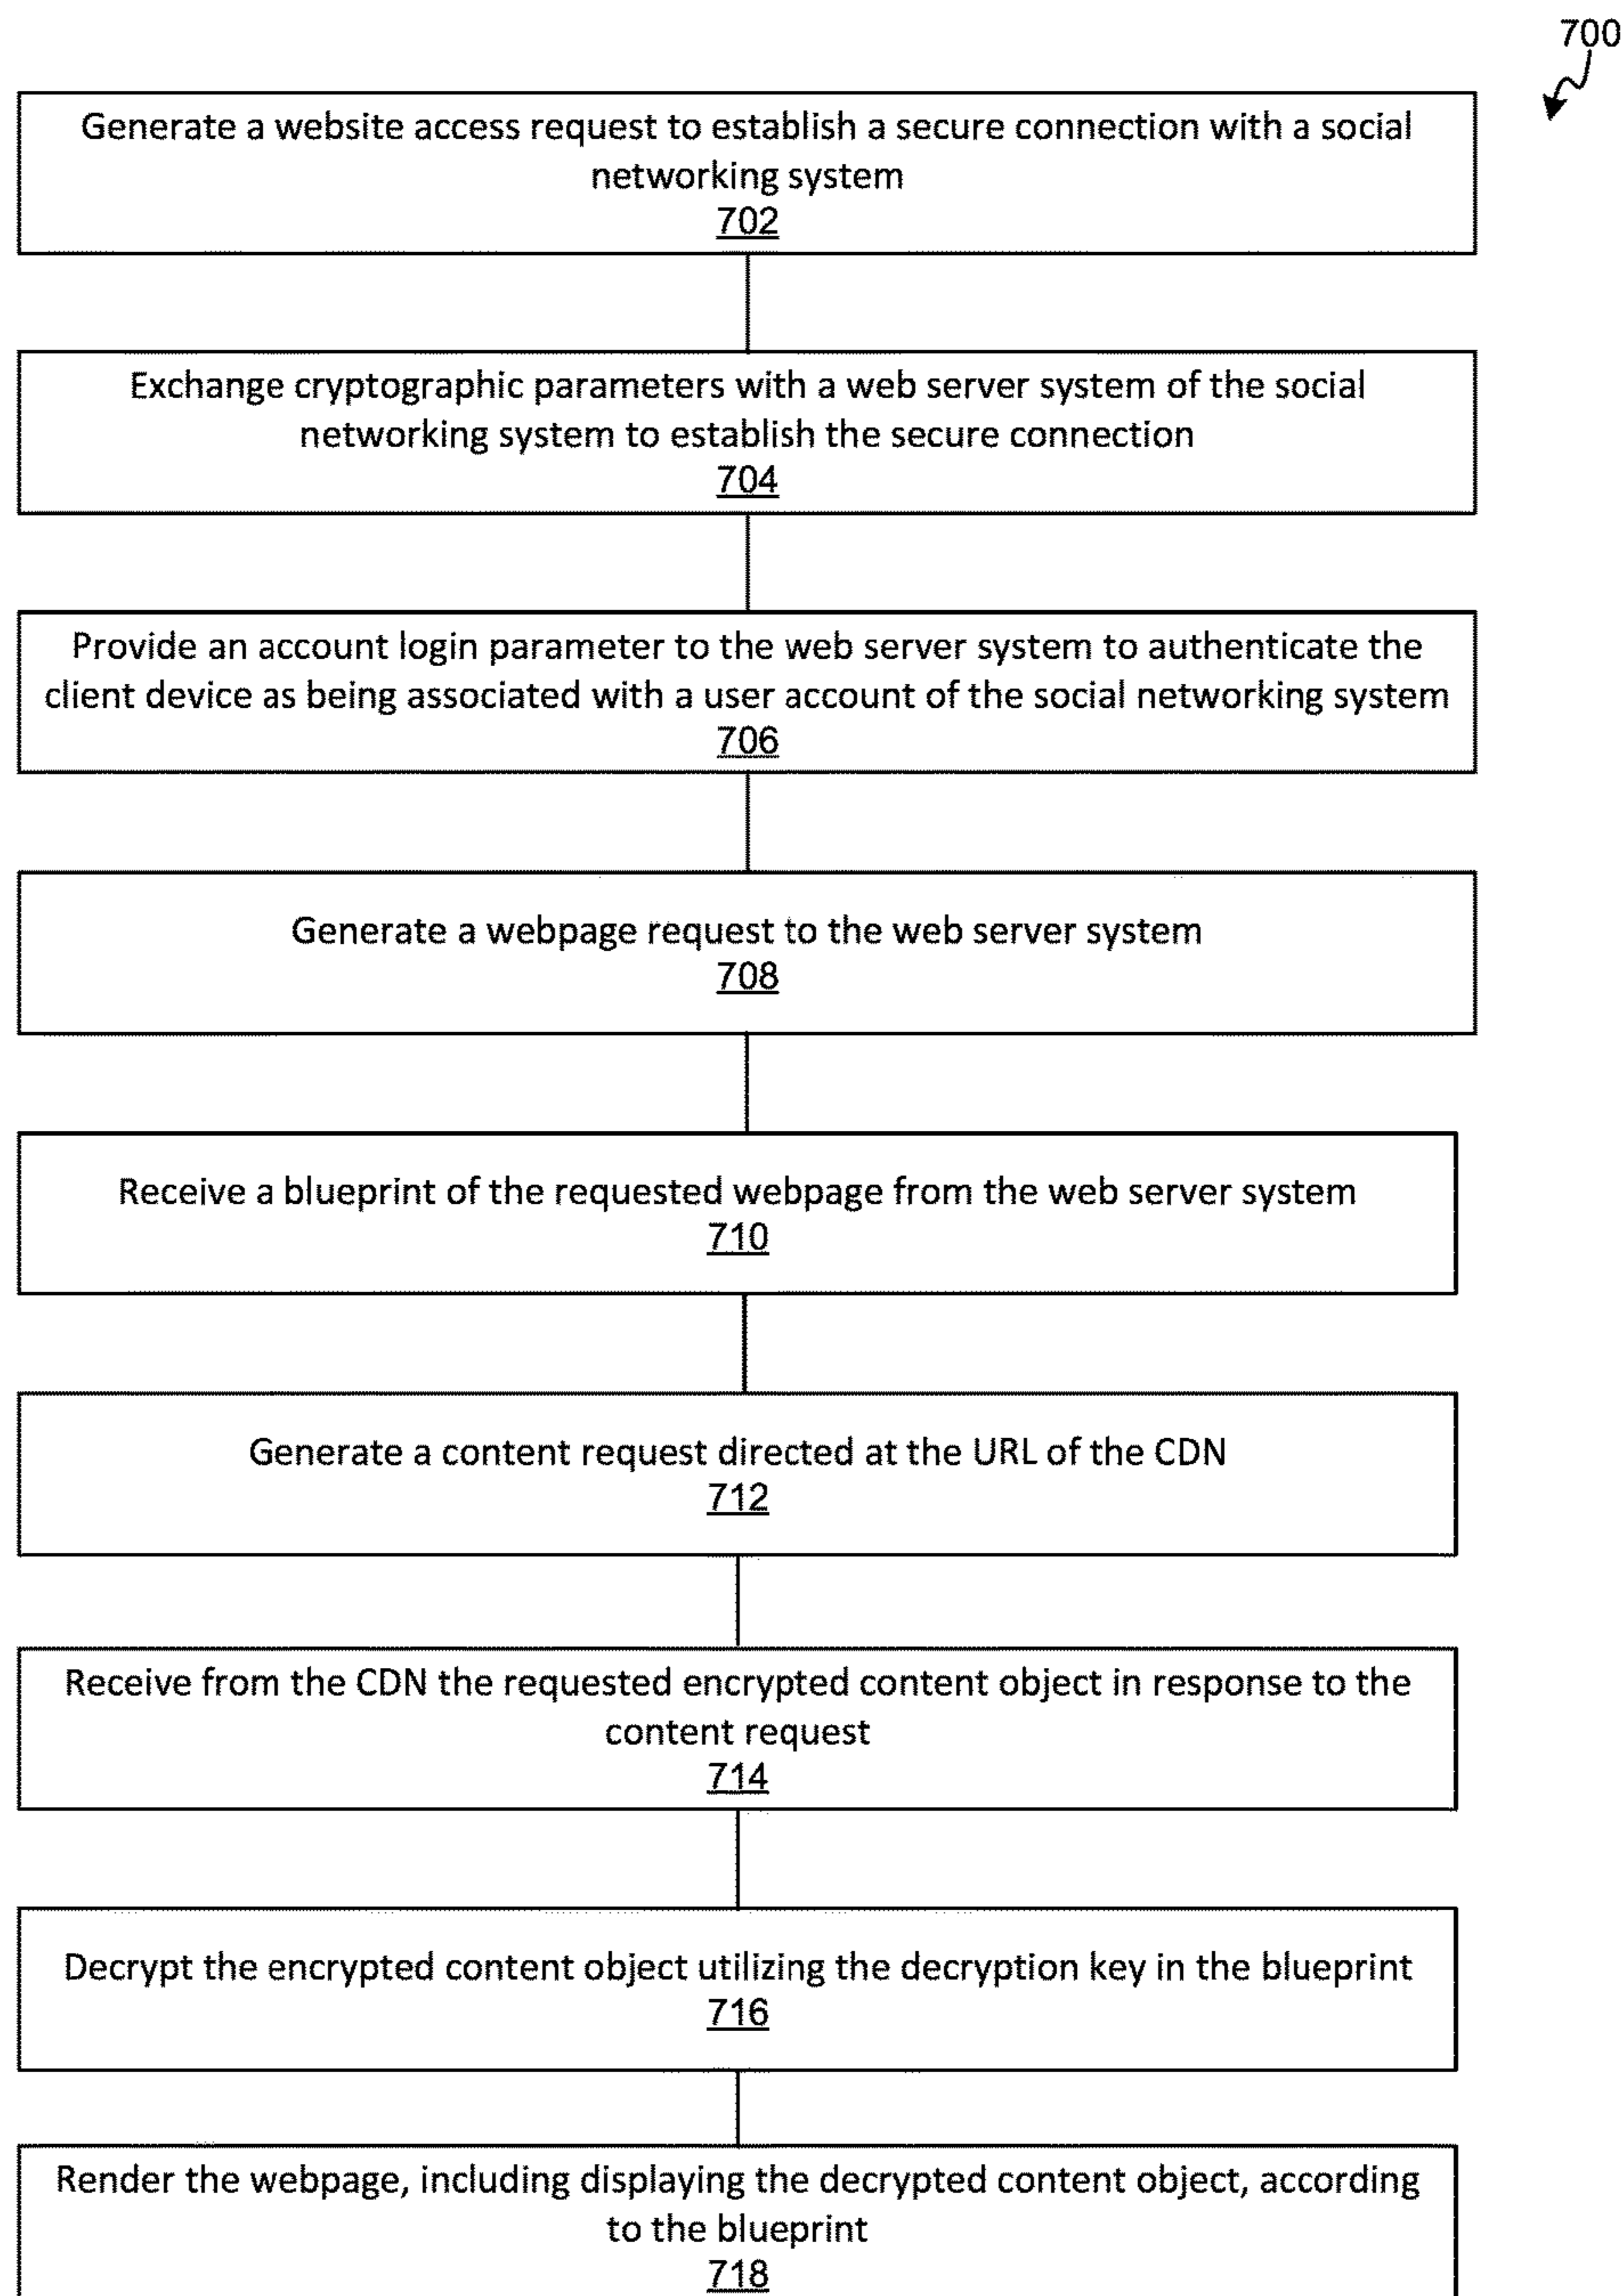 700
Generate a website access request to establish a secure connection with a social
networking system
702
Exchange cryptographic parameters with a web server system of the social
networking system to establish the secure connection
704
Provide an account login parameter to the web server system to authenticate the
client device as being associated with a user account of the social networking system
706
Generate a webpage request to the web server system
708
Receive a blueprint of the requested webpage from the web server system
710
Generate a content request directed at the URL of the CDN
712
Receive from the CDN the requested encrypted content object in response to the
content request
714
Decrypt the encrypted content object utilizing the decryption key in the blueprint
716
Render the webpage, including displaying the decrypted content object, according
to the blueprint
718